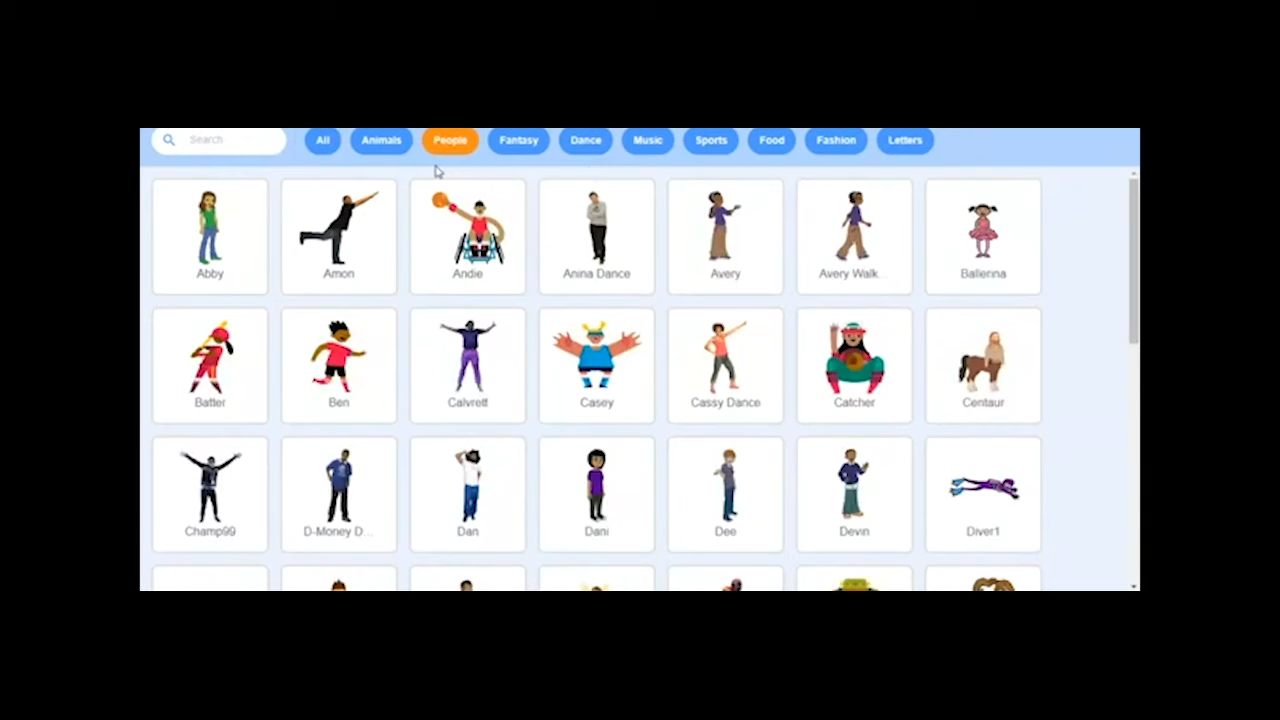 Search All Animals People Fantasy Dance Music Sports Food Fashion Letters
Abby Amon Andie Anina Dance Avery Avery Walk... Ballerina
Batter Ben Calvrett Casey Cassy Dance Catcher Centaur
Champ99 D-Money D... Dan Dani Dee Devin Diver1